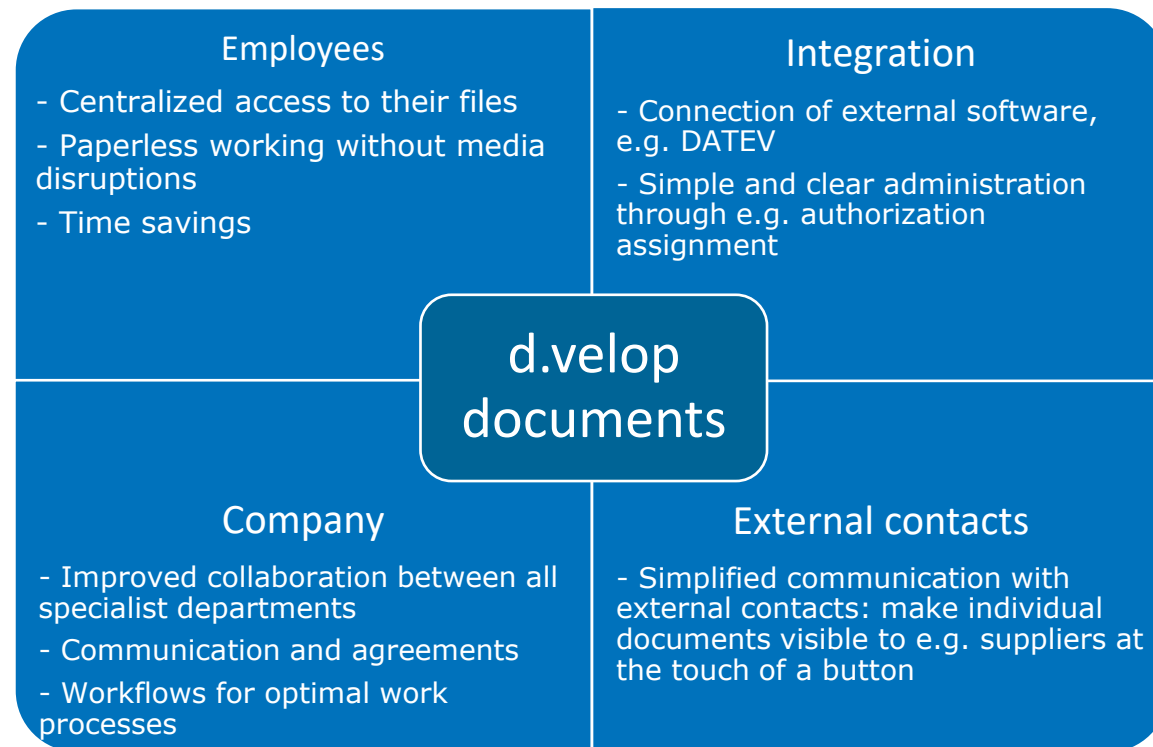 Employees
- Centralized access to their files
- Paperless working without media
disruptions
- Time savings
Integration
- Connection of external software,
e.g. DATEV
- Simple and clear administration
through e.g. authorization
assignment
d.velop
documents
Company
- Improved collaboration between all
specialist departments
- Communication and agreements
- Workflows for optimal work
processes
External contacts
- Simplified communication with
external contacts: make individual
documents visible to e.g. suppliers at
the touch of a button